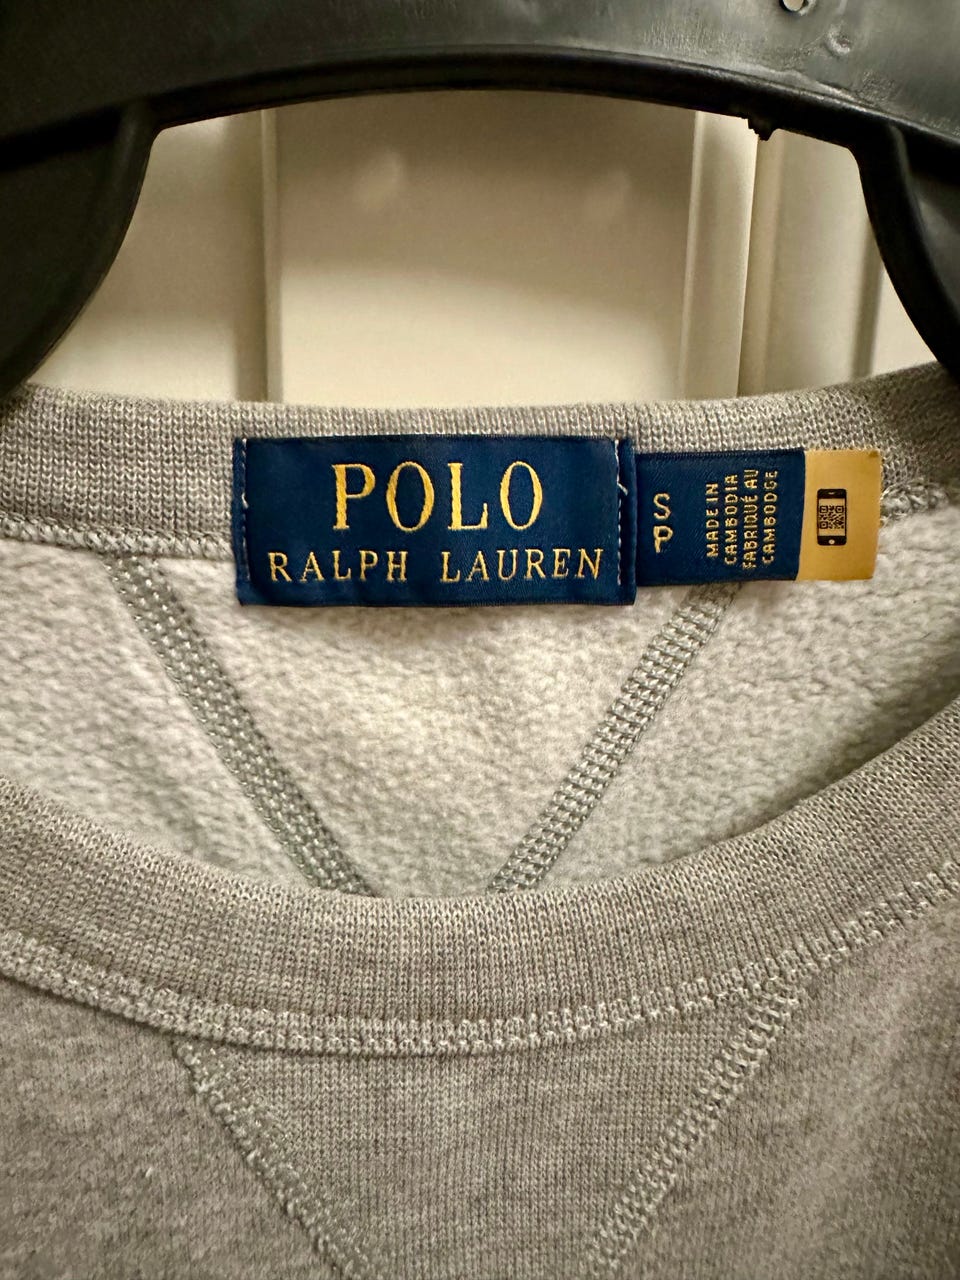 POLO
RALPH LAUREN
S
P
MADE IN
CAMBODIA
FABRIQUÉ AU
CAMBODGE